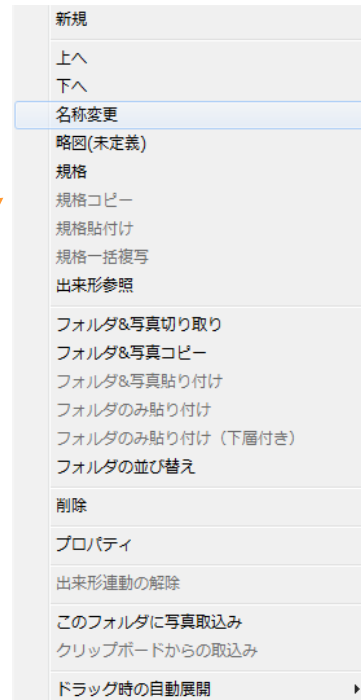 新規
上へ
下へ
名称変更
略図(未定義)
規格
規格コピー
規格貼付け
規格一括複写
出来形参照
フォルダ&写真切り取り
フォルダ&写真コピー
フォルダ&写真貼り付け
フォルダのみ貼り付け
フォルダのみ貼り付け（下層付き）
フォルダの並び替え
削除
プロパティ
出来形連動の解除
このフォルダに写真取込み
クリップボードからの取込み
ドラッグ時の自動展開